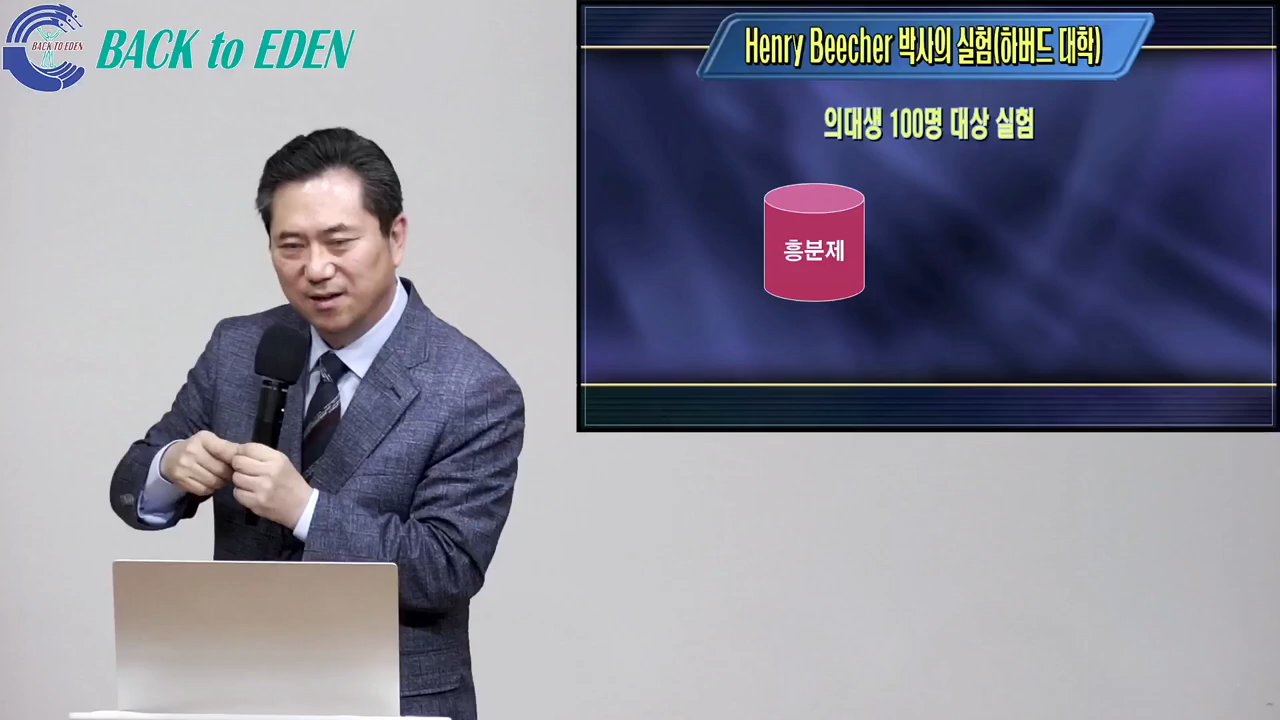 BACK TO EDEN
BACK to EDEN
Henry Beecher 박사의 실험(하버드 대학)
의대생 100명 대상 실험
흥분제